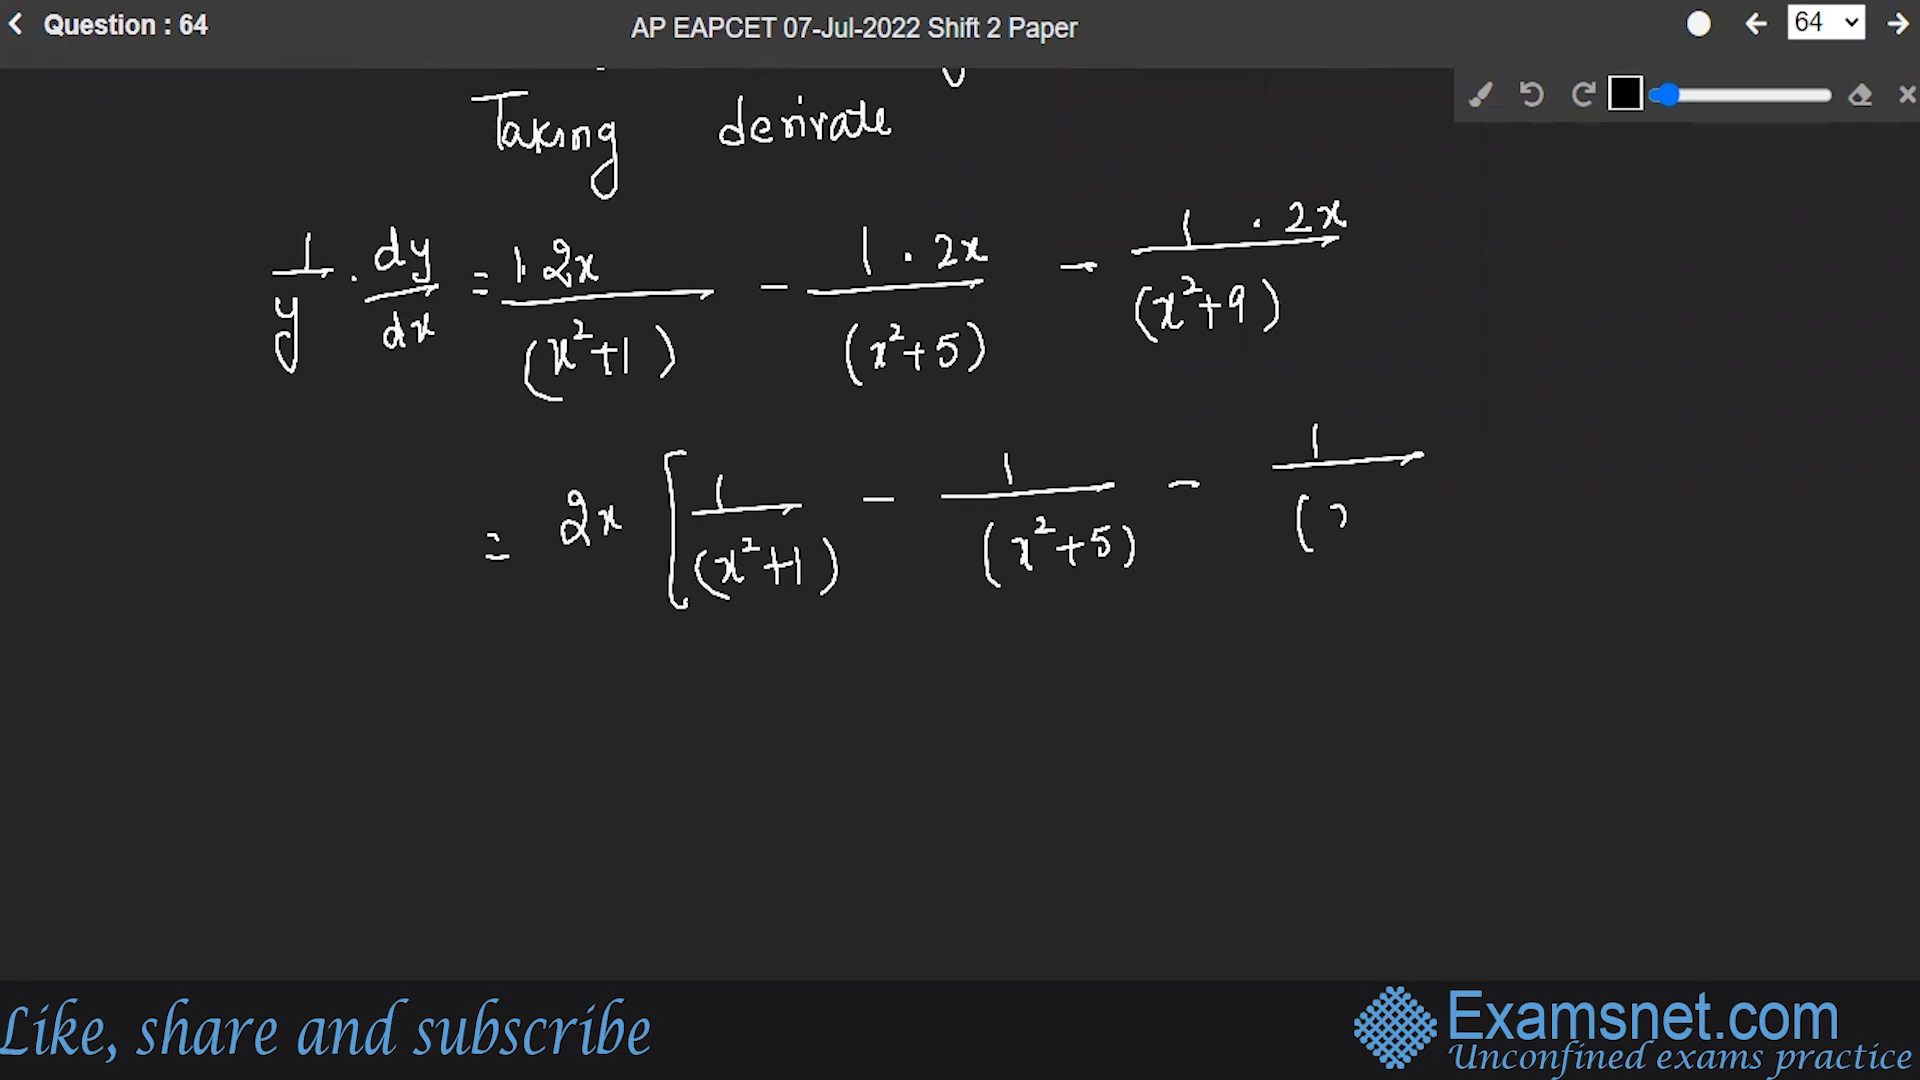 Question : 64
AP EAPCET 07-Jul-2022 Shift 2 Paper
64
Taking derivate
1/y · dy/dx = 1·2x/(x²+1) − 1·2x/(x²+5) − 1·2x/(x²+9)
= 2x [ 1/(x²+1) − 1/(x²+5) − 1/(
Like, share and subscribe
Examsnet.com
Unconfined exams practice